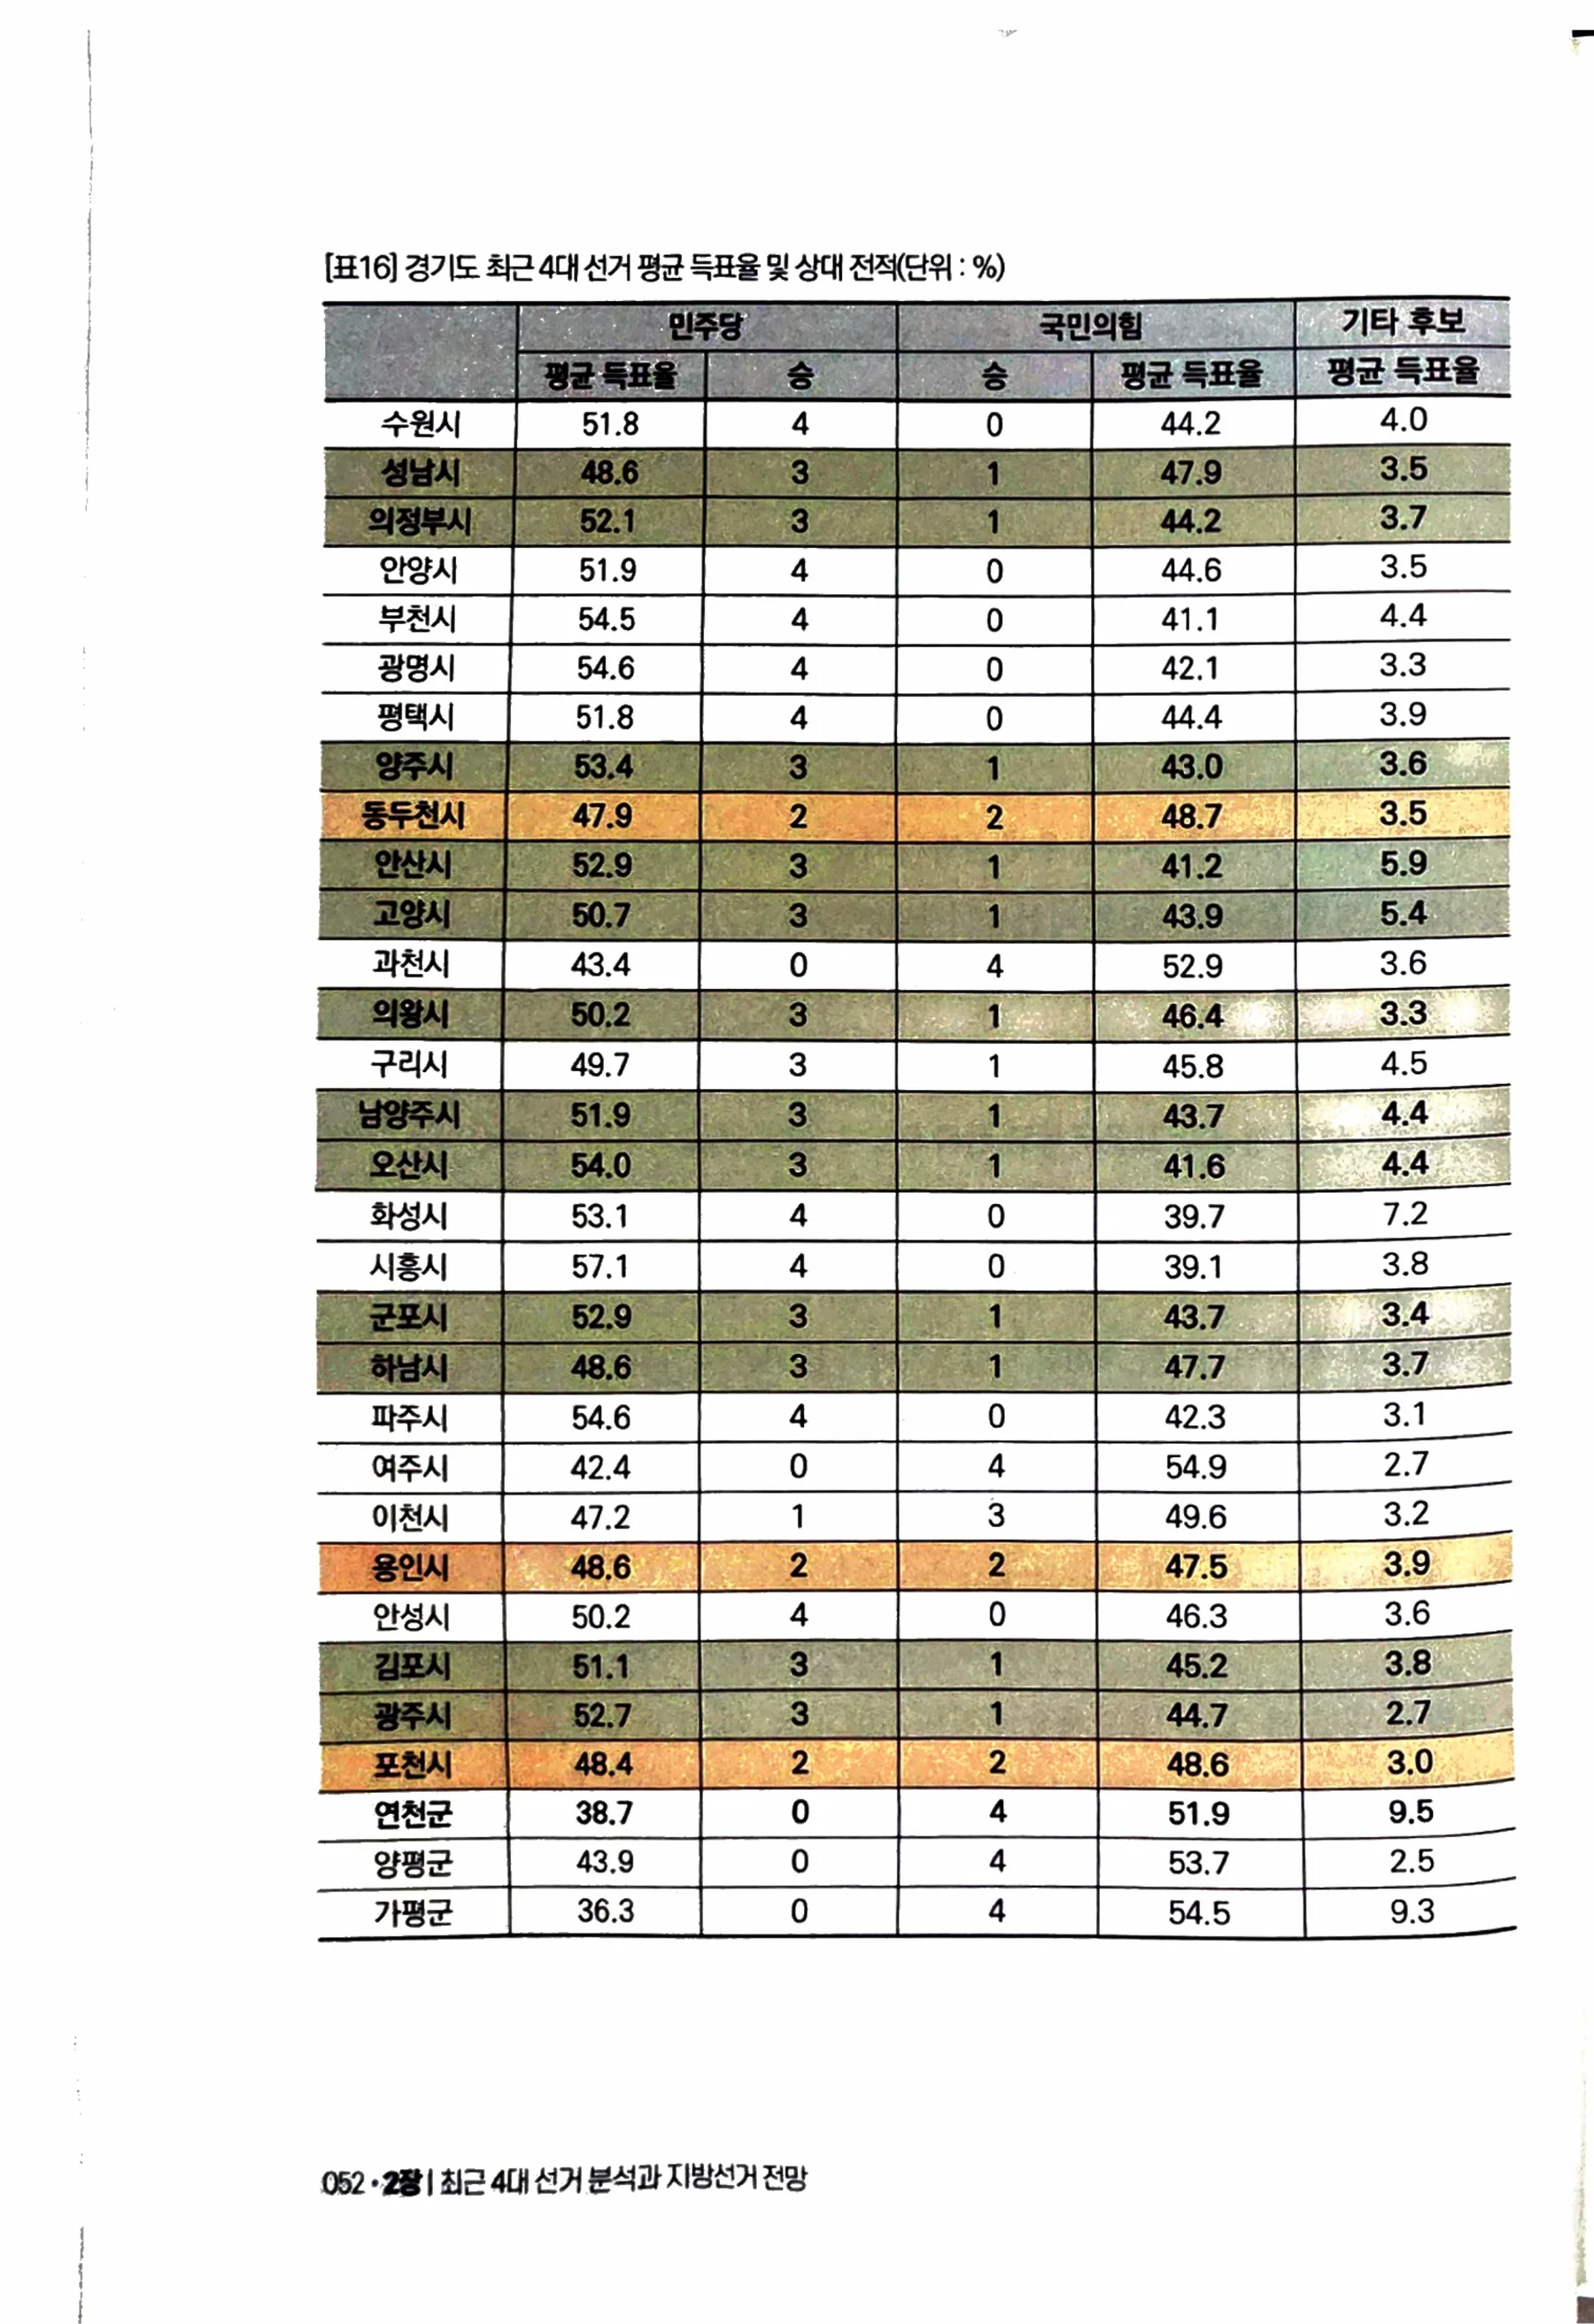 [표16] 경기도 최근 4대 선거 평균 득표율 및 상대 전적(단위 : %)
민주당 국민의힘 기타 후보
평균 득표율 승 승 평균 득표율 평균 득표율
수원시 51.8 4 0 44.2 4.0
성남시 48.6 3 1 47.9 3.5
의정부시 52.1 3 1 44.2 3.7
안양시 51.9 4 0 44.6 3.5
부천시 54.5 4 0 41.1 4.4
광명시 54.6 4 0 42.1 3.3
평택시 51.8 4 0 44.4 3.9
양주시 53.4 3 1 43.0 3.6
동두천시 47.9 2 2 48.7 3.5
안산시 52.9 3 1 41.2 5.9
고양시 50.7 3 1 43.9 5.4
과천시 43.4 0 4 52.9 3.6
의왕시 50.2 3 1 46.4 3.3
구리시 49.7 3 1 45.8 4.5
남양주시 51.9 3 1 43.7 4.4
오산시 54.0 3 1 41.6 4.4
화성시 53.1 4 0 39.7 7.2
시흥시 57.1 4 0 39.1 3.8
군포시 52.9 3 1 43.7 3.4
하남시 48.6 3 1 47.7 3.7
파주시 54.6 4 0 42.3 3.1
여주시 42.4 0 4 54.9 2.7
이천시 47.2 1 3 49.6 3.2
용인시 48.6 2 2 47.5 3.9
안성시 50.2 4 0 46.3 3.6
김포시 51.1 3 1 45.2 3.8
광주시 52.7 3 1 44.7 2.7
포천시 48.4 2 2 48.6 3.0
연천군 38.7 0 4 51.9 9.5
양평군 43.9 0 4 53.7 2.5
가평군 36.3 0 4 54.5 9.3
052 • 2장 | 최근 4대 선거 분석과 지방선거 전망